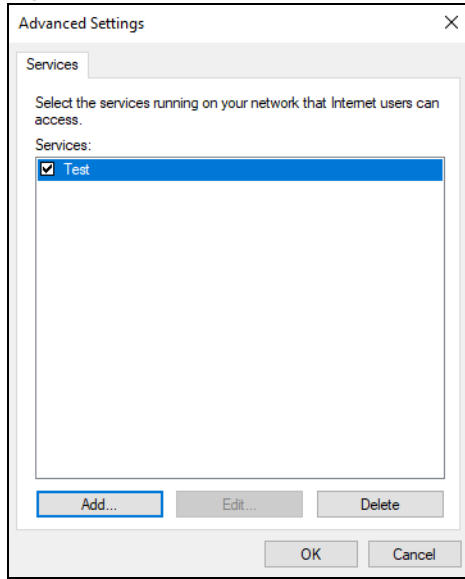 Advanced Settings
Services
Select the services running on your network that Internet users can
access.
Services:
Test
Add...
Edit...
Delete
OK
Cancel